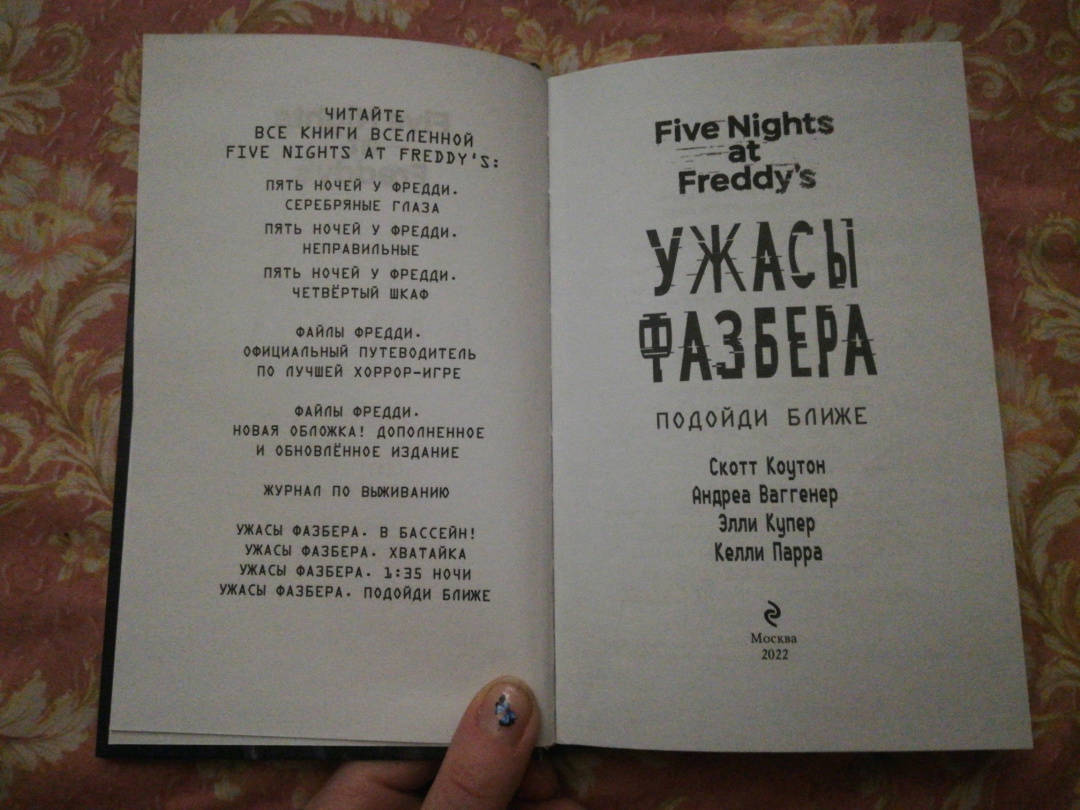 ЧИТАЙТЕ
ВСЕ КНИГИ ВСЕЛЕННОЙ
FIVE NIGHTS AT FREDDY'S:
ПЯТЬ НОЧЕЙ У ФРЕДДИ.
СЕРЕБРЯНЫЕ ГЛАЗА
ПЯТЬ НОЧЕЙ У ФРЕДДИ.
НЕПРАВИЛЬНЫЕ
ПЯТЬ НОЧЕЙ У ФРЕДДИ.
ЧЕТВЁРТЫЙ ШКАФ
ФАЙЛЫ ФРЕДДИ.
ОФИЦИАЛЬНЫЙ ПУТЕВОДИТЕЛЬ
ПО ЛУЧШЕЙ ХОРРОР-ИГРЕ
ФАЙЛЫ ФРЕДДИ.
НОВАЯ ОБЛОЖКА! ДОПОЛНЕННОЕ
И ОБНОВЛЁННОЕ ИЗДАНИЕ
ЖУРНАЛ ПО ВЫЖИВАНИЮ
УЖАСЫ ФАЗБЕРА. В БАССЕЙН!
УЖАСЫ ФАЗБЕРА. ХВАТАЙКА
УЖАСЫ ФАЗБЕРА. 1:35 НОЧИ
УЖАСЫ ФАЗБЕРА. ПОДОЙДИ БЛИЖЕ
Five Nights
at
Freddy's
УЖАСЫ
ФАЗБЕРА
ПОДОЙДИ БЛИЖЕ
Скотт Коутон
Андреа Ваггенер
Элли Купер
Келли Парра
Москва
2022